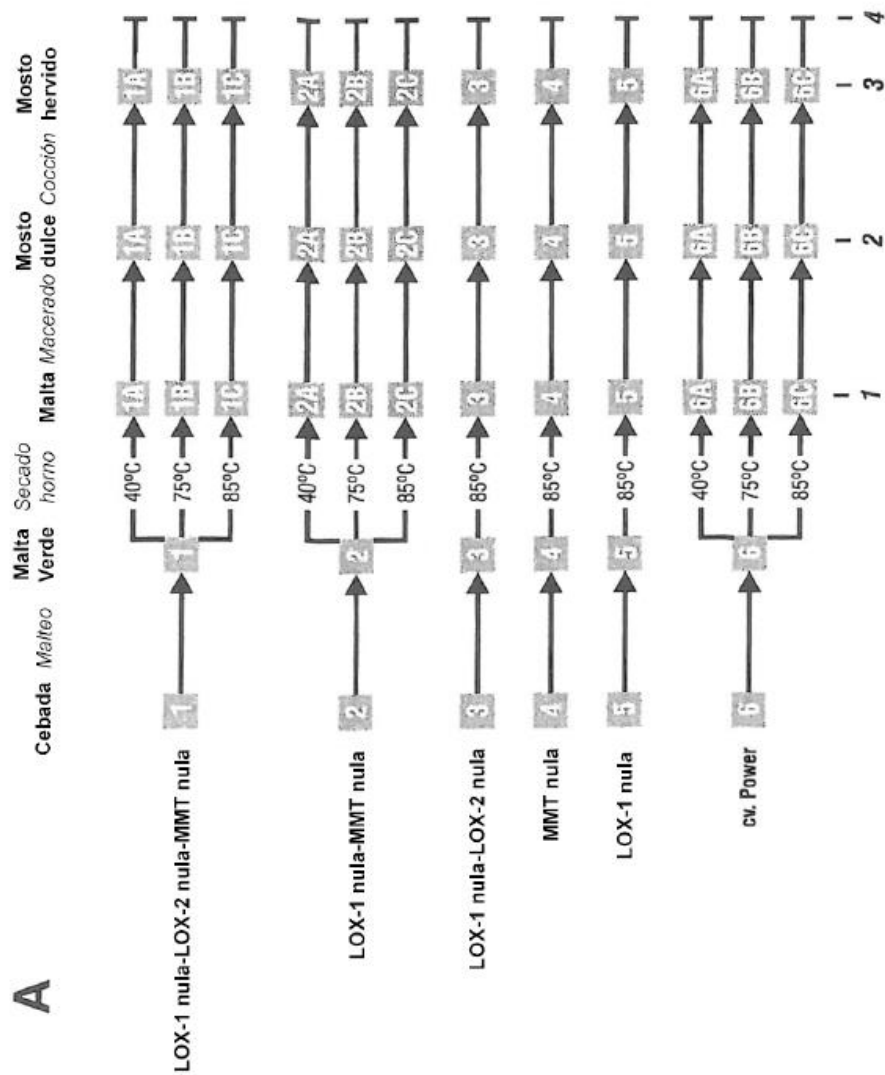 A
Cebada Malteo Malta Verde Secado horno Malta Macerado Mosto dulce Cocción Mosto hervido
LOX-1 nula-LOX-2 nula-MMT nula
1 1
40ºC 1A 1A 1A
75ºC 1B 1B 1B
85ºC 1C 1C 1C
LOX-1 nula-MMT nula
2 2
40ºC 2A 2A 2A
75ºC 2B 2B 2B
85ºC 2C 2C 2C
LOX-1 nula-LOX-2 nula
3 3 85ºC 3 3 3
MMT nula
4 4 85ºC 4 4 4
LOX-1 nula
5 5 85ºC 5 5 5
cv. Power
6 6
40ºC 6A 6A 6A
75ºC 6B 6B 6B
85ºC 6C 6C 6C
1 2 3 4